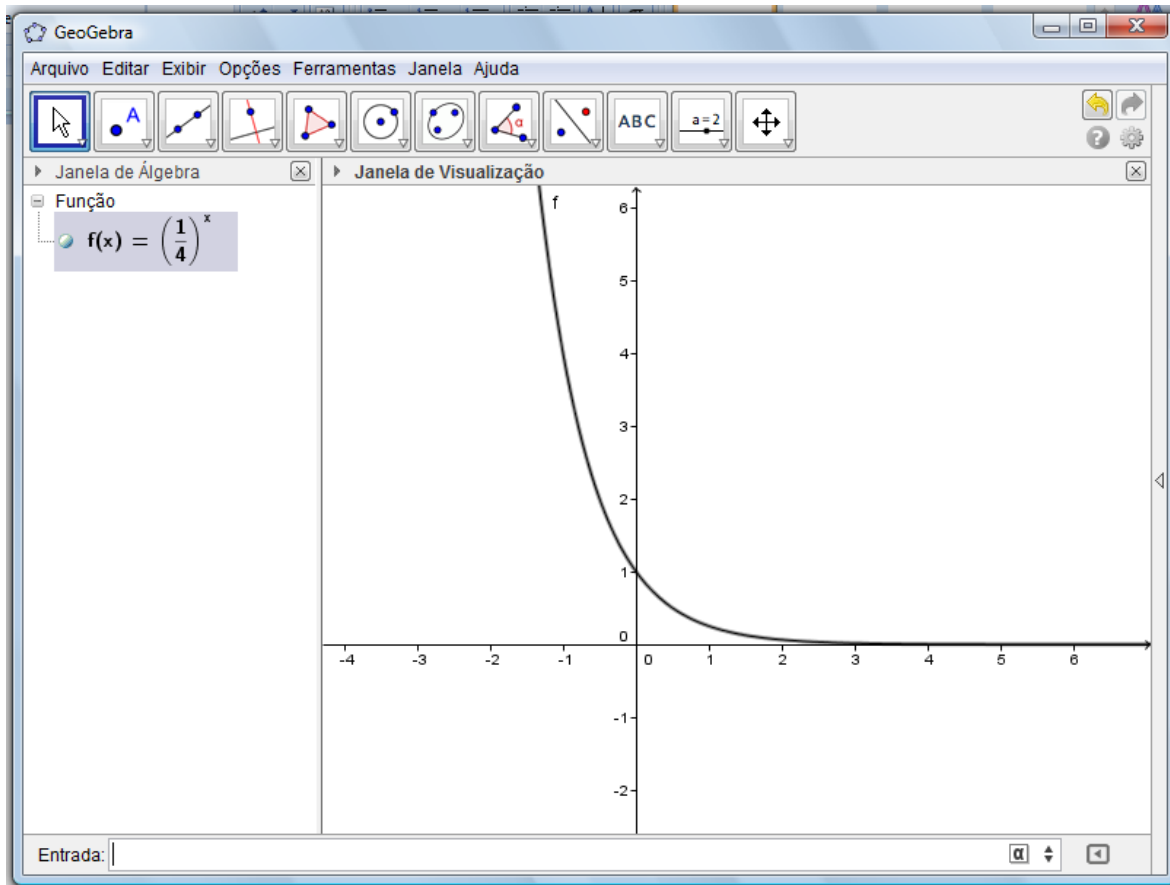 GeoGebra
Arquivo Editar Exibir Opções Ferramentas Janela Ajuda
A
α
ABC
a=2
Janela de Álgebra
Janela de Visualização
Função
f(x) = (1/4)^x
f
6
5
4
3
2
1
0
-4 -3 -2 -1 0 1 2 3 4 5 6
-1
-2
Entrada:
α